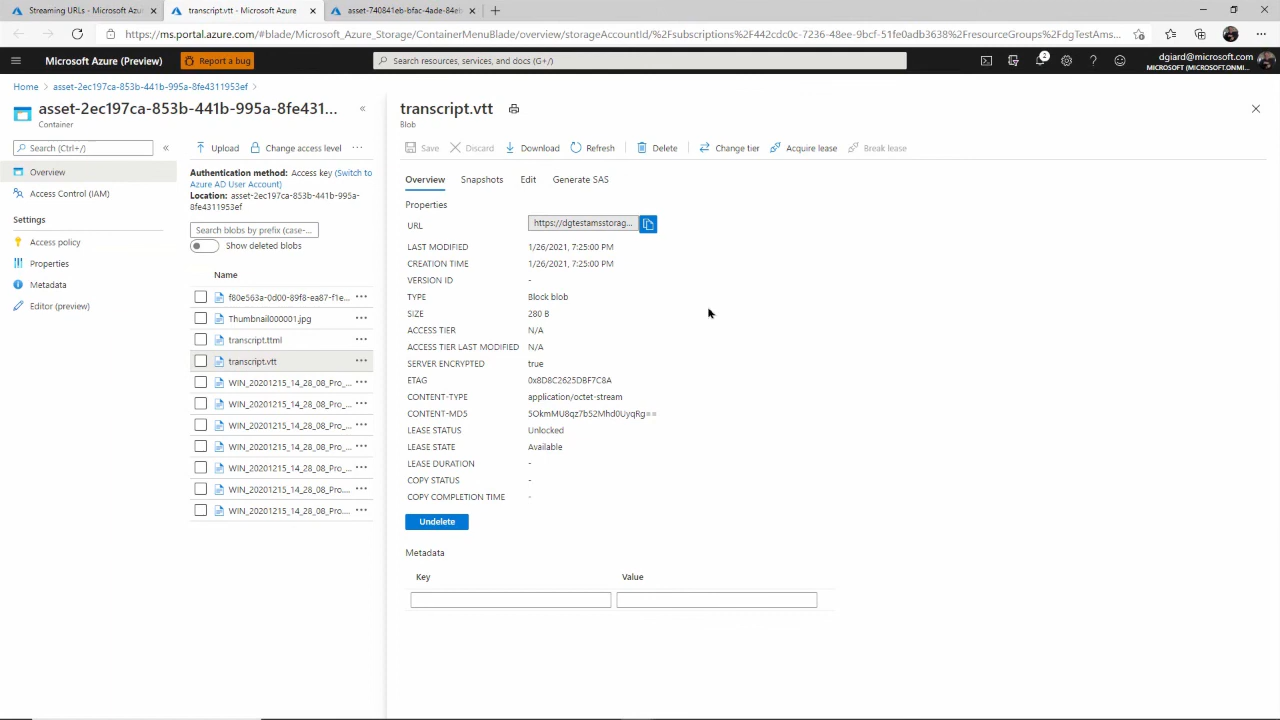 Streaming URLs - Microsoft Azu
transcript.vtt - Microsoft Azure
asset-740841eb-bfac-4ade-84eb
https://ms.portal.azure.com/#blade/Microsoft_Azure_Storage/ContainerMenuBlade/overview/storageAccountId/%2Fsubscriptions%2F442cdc0c-7236-48ee-9bcf-51fe0adb3638%2FresourceGroups%2FdgTestAms...
Microsoft Azure (Preview)
Report a bug
Search resources, services, and docs (G+/)
2
dgiard@microsoft.com
MICROSOFT (MICROSOFT.ONMI...
Home > asset-2ec197ca-853b-441b-995a-8fe4311953ef >
asset-2ec197ca-853b-441b-995a-8fe431...
Container
Search (Ctrl+/)
Overview
Access Control (IAM)
Settings
Access policy
Properties
Metadata
Editor (preview)
Upload
Change access level
Authentication method: Access key (Switch to
Azure AD User Account)
Location: asset-2ec197ca-853b-441b-995a-
8fe4311953ef
Search blobs by prefix (case-...
Show deleted blobs
Name
f80e563a-0d00-89f8-ea87-f1e...
Thumbnail000001.jpg
transcript.ttml
transcript.vtt
WIN_20201215_14_28_08_Pro_...
WIN_20201215_14_28_08_Pro_...
WIN_20201215_14_28_08_Pro_...
WIN_20201215_14_28_08_Pro_...
WIN_20201215_14_28_08_Pro_...
WIN_20201215_14_28_08_Pro....
WIN_20201215_14_28_08_Pro....
transcript.vtt
Blob
Save
Discard
Download
Refresh
Delete
Change tier
Acquire lease
Break lease
Overview
Snapshots
Edit
Generate SAS
Properties
URL https://dgtestamsstorag...
LAST MODIFIED 1/26/2021, 7:25:00 PM
CREATION TIME 1/26/2021, 7:25:00 PM
VERSION ID -
TYPE Block blob
SIZE 280 B
ACCESS TIER N/A
ACCESS TIER LAST MODIFIED N/A
SERVER ENCRYPTED true
ETAG 0x8D8C2625DBF7C8A
CONTENT-TYPE application/octet-stream
CONTENT-MD5 5OkmMU8qz7b52Mhd0UyqRg==
LEASE STATUS Unlocked
LEASE STATE Available
LEASE DURATION -
COPY STATUS -
COPY COMPLETION TIME -
Undelete
Metadata
Key Value